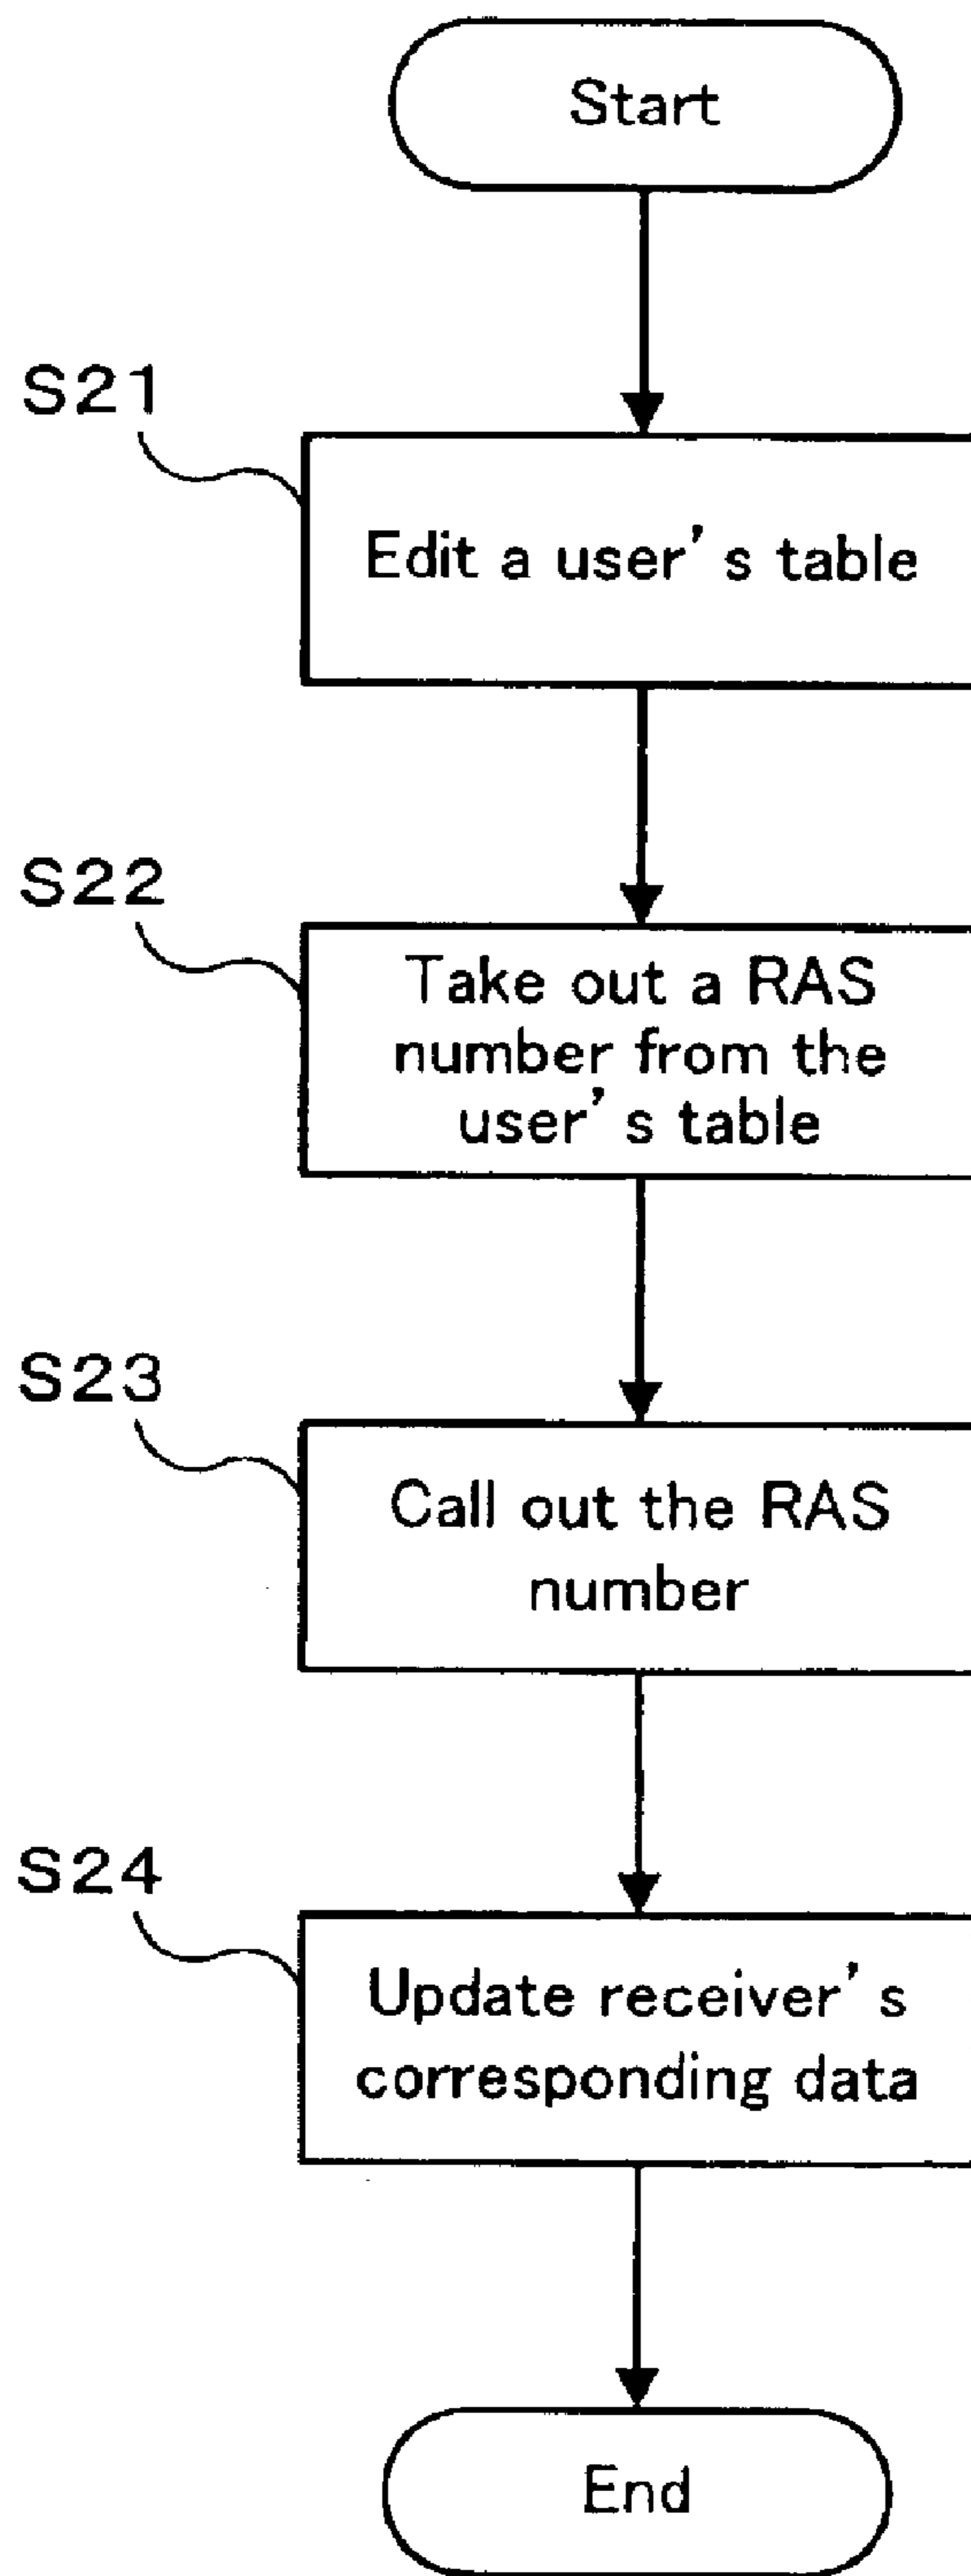 Start
S21
Edit a user's table
S22
Take out a RAS
number from the
user's table
S23
Call out the RAS
number
S24
Update receiver's
corresponding data
End